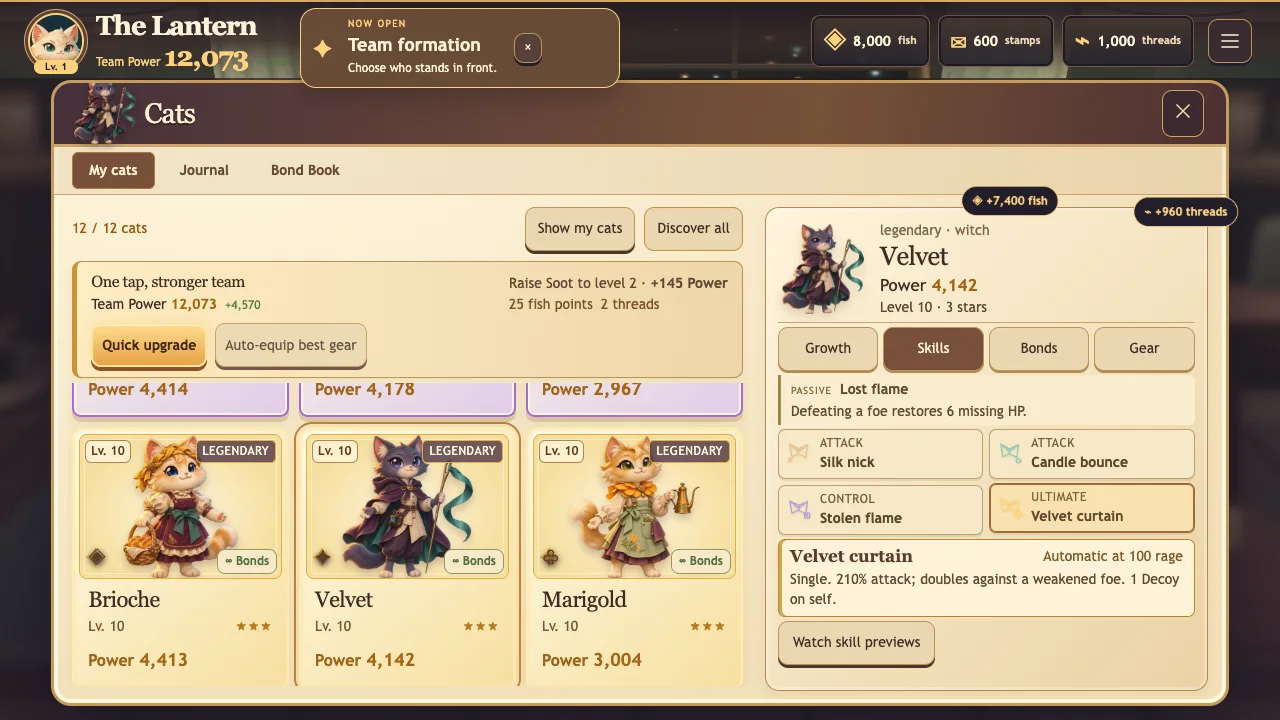 The Lantern
Team Power 12,073
Lv. 1
NOW OPEN
Team formation
Choose who stands in front.
×
8,000 fish
600 stamps
1,000 threads
Cats
My cats
Journal
Bond Book
+7,400 fish
+960 threads
12 / 12 cats
Show my cats
Discover all
One tap, stronger team
Team Power 12,073 +4,570
Raise Soot to level 2 · +145 Power
25 fish points 2 threads
Quick upgrade
Auto-equip best gear
Power 4,414
Power 4,178
Power 2,967
Lv. 10
LEGENDARY
∞ Bonds
Brioche
Lv. 10
★★★
Power 4,413
Lv. 10
LEGENDARY
∞ Bonds
Velvet
Lv. 10
★★★
Power 4,142
Lv. 10
LEGENDARY
∞ Bonds
Marigold
Lv. 10
★★★
Power 3,004
legendary · witch
Velvet
Power 4,142
Level 10 · 3 stars
Growth
Skills
Bonds
Gear
PASSIVE Lost flame
Defeating a foe restores 6 missing HP.
ATTACK
Silk nick
ATTACK
Candle bounce
CONTROL
Stolen flame
ULTIMATE
Velvet curtain
Velvet curtain
Automatic at 100 rage
Single. 210% attack; doubles against a weakened foe. 1 Decoy
on self.
Watch skill previews